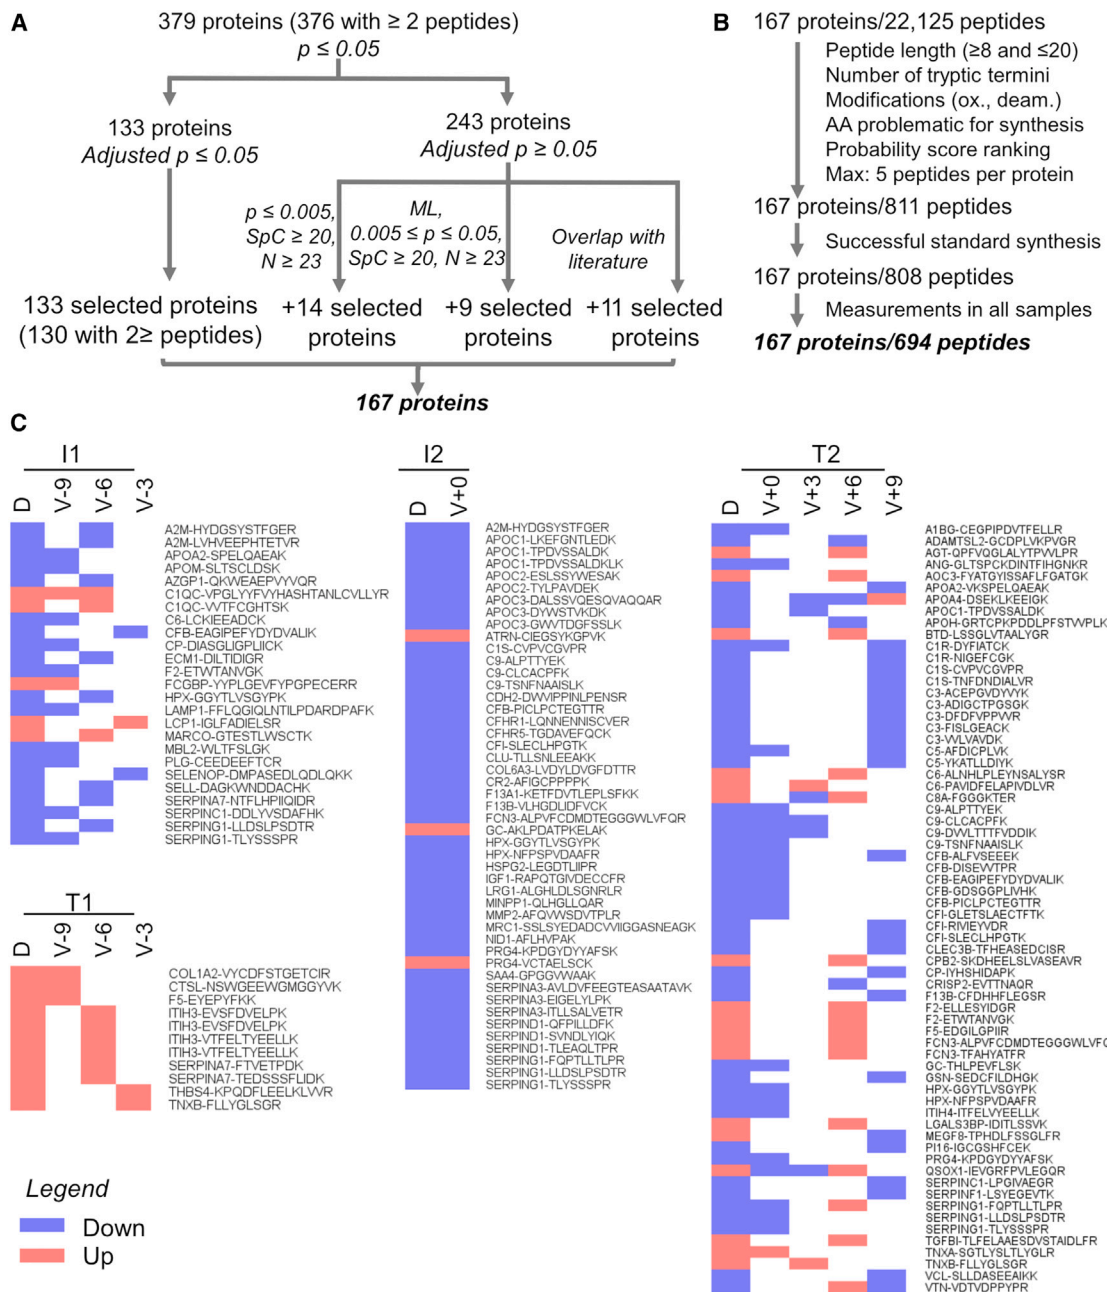 A
379 proteins (376 with ≥ 2 peptides)
p ≤ 0.05
133 proteins
Adjusted p ≤ 0.05
243 proteins
Adjusted p ≥ 0.05
p ≤ 0.005,
SpC ≥ 20,
N ≥ 23
ML,
0.005 ≤ p ≤ 0.05,
SpC ≥ 20, N ≥ 23
Overlap with
literature
133 selected proteins
(130 with 2≥ peptides)
+14 selected
proteins
+9 selected
proteins
+11 selected
proteins
167 proteins
B
167 proteins/22,125 peptides
Peptide length (≥8 and ≤20)
Number of tryptic termini
Modifications (ox., deam.)
AA problematic for synthesis
Probability score ranking
Max: 5 peptides per protein
167 proteins/811 peptides
Successful standard synthesis
167 proteins/808 peptides
Measurements in all samples
167 proteins/694 peptides
C
I1
D
V-9
V-6
V-3
A2M-HYDGSYSTFGER
A2M-LVHVEEPHTETVR
APOA2-SPELQAEAK
APOM-SLTSCLDSK
AZGP1-QKWEAEPVYVQR
C1QC-VPGLYYFVYHASHTANLCVLLYR
C1QC-VVTFCGHTSK
C6-LCKIEEADCK
CFB-EAGIPEFYDYDVALIK
CP-DIASGLIGPLIICK
ECM1-DILTIDIGR
F2-ETWTANVGK
FCGBP-YYPLGEVFYPGPECERR
HPX-GGYTLVSGYPK
LAMP1-FFLQGIQLNTILPDARDPAFK
LCP1-IGLFADIELSR
MARCO-GTESTLWSCTK
MBL2-WLTFSLGK
PLG-CEEDEEFTCR
SELENOP-DMPASEDLQDLQKK
SELL-DAGKWNDDACHK
SERPINA7-NTFLHPIIQIDR
SERPINC1-DDLYVSDAFHK
SERPING1-LLDSLPSDTR
SERPING1-TLYSSSPR
T1
D
V-9
V-6
V-3
COL1A2-VYCDFSTGETCIR
CTSL-NSWGEEWGMGGYVK
F5-EYEPYFKK
ITIH3-EVSFDVELPK
ITIH3-EVSFDVELPK
ITIH3-VTFELTYEELLK
ITIH3-VTFELTYEELLK
SERPINA7-FTVETPDK
SERPINA7-TEDSSSFLIDK
THBS4-KPQDFLEELKLVVR
TNXB-FLLYGLSGR
Legend
Down
Up
I2
D
V+0
A2M-HYDGSYSTFGER
APOC1-LKEFGNTLEDK
APOC1-TPDVSSALDK
APOC1-TPDVSSALDKLK
APOC2-ESLSSYWESAK
APOC2-TYLPAVDEK
APOC3-DALSSVQESQVAQQAR
APOC3-DYWSTVKDK
APOC3-GWVTDGFSSLK
ATRN-CIEGSYKGPVK
C1S-CVPVCGVPR
C9-ALPTTYEK
C9-CLCACPFK
C9-TSNFNAAISLK
CDH2-DWVIPPINLPENSR
CFB-PICLPCTEGTTR
CFHR1-LQNNENNISCVER
CFHR5-TGDAVEFQCK
CFI-SLECLHPGTK
CLU-TLLSNLEEAKK
COL6A3-LVDYLDVGFDTTR
CR2-AFIGCPPPPK
F13A1-KETFDVTLEPLSFKK
F13B-VLHGDLIDFVCK
FCN3-ALPVFCDMDTEGGGWLVFQR
GC-AKLPDATPKELAK
HPX-GGYTLVSGYPK
HPX-NFPSPVDAAFR
HSPG2-LEGDTLIIPR
IGF1-RAPQTGIVDECCFR
LRG1-ALGHLDLSGNRLR
MINPP1-QLHGLLQAR
MMP2-AFQVWSDVTPLR
MRC1-SSLSYEDADCVVIIGGASNEAGK
NID1-AFLHVPAK
PRG4-KPDGYDYYAFSK
PRG4-VCTAELSCK
SAA4-GPGGVWAAK
SERPINA3-AVLDVFEEGTEASAATAVK
SERPINA3-EIGELYLPK
SERPINA3-ITLLSALVETR
SERPIND1-QFPILLDFK
SERPIND1-SVNDLYIQK
SERPIND1-TLEAQLTPR
SERPING1-FQPTLLTLPR
SERPING1-LLDSLPSDTR
SERPING1-TLYSSSPR
T2
D
V+0
V+3
V+6
V+9
A1BG-CEGPIPDVTFELLR
ADAMTSL2-GCDPLVKPVGR
AGT-QPFVQGLALYTPVVLPR
ANG-GLTSPCKDINTFIHGNKR
AOC3-FYATGYISSAFLFGATGK
APOA2-VKSPELQAEAK
APOA4-DSEKLKEEIGK
APOC1-TPDVSSALDK
APOH-GRTCPKPDDLPFSTVVPLK
BTD-LSSGLVTAALYGR
C1R-DYFIATCK
C1R-NIGEFCGK
C1S-CVPVCGVPR
C1S-TNFDNDIALVR
C3-ACEPGVDYVYK
C3-ADIGCTPGSGK
C3-DFDFVPPVVR
C3-FISLGEACK
C3-VVLVAVDK
C5-AFDICPLVK
C5-YKATLLDIYK
C6-ALNHLPLEYNSALYSR
C6-PAVIDFELAPIVDLVR
C8A-FGGGKTER
C9-ALPTTYEK
C9-CLCACPFK
C9-DVVLTTTFVDDIK
C9-TSNFNAAISLK
CFB-ALFVSEEEK
CFB-DISEVVTPR
CFB-EAGIPEFYDYDVALIK
CFB-GDSGGPLIVHK
CFB-PICLPCTEGTTR
CFI-GLETSLAECTFTK
CFI-RIVIEYVDR
CFI-SLECLHPGTK
CLEC3B-TFHEASEDCISR
CPB2-SKDHEELSLVASEAVR
CP-IYHSHIDAPK
CRISP2-EVTTNAQR
F13B-CFDHHFLEGSR
F2-ELLESYIDGR
F2-ETWTANVGK
F5-EDGILGPIIR
FCN3-ALPVFCDMDTEGGGWLVFQ
FCN3-TFAHYATFR
GC-THLPEVFLSK
GSN-SEDCFILDHGK
HPX-GGYTLVSGYPK
HPX-NFPSPVDAAFR
ITIH4-ITFELVYEELLK
LGALS3BP-IDITLSSVK
MEGF8-TPHDLFSSGLFR
PI16-IGCGSHFCEK
PRG4-KPDGYDYYAFSK
QSOX1-IEVGRFPVLEGQR
SERPINC1-LPGIVAEGR
SERPINF1-LSYEGEVTK
SERPING1-FQPTLLTLPR
SERPING1-LLDSLPSDTR
SERPING1-TLYSSSPR
TGFBI-TLFELAAESDVSTAIDLFR
TNXA-SGTLYSLTLYGLR
TNXB-FLLYGLSGR
VCL-SLLDASEEAIKK
VTN-VDTVDPPYPR